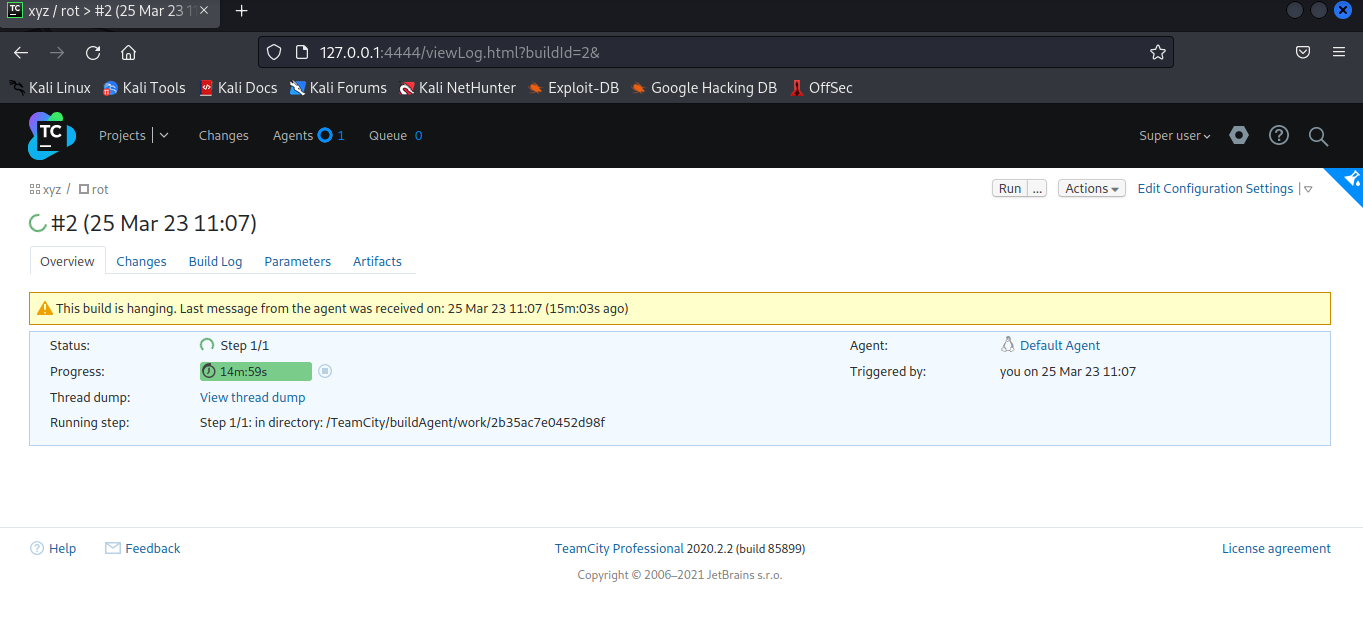 xyz / rot > #2 (25 Mar 23 1
127.0.0.1:4444/viewLog.html?buildId=2&
Kali Linux Kali Tools Kali Docs Kali Forums Kali NetHunter Exploit-DB Google Hacking DB OffSec
TC Projects Changes Agents 1 Queue 0 Super user
xyz / rot Run ... Actions Edit Configuration Settings
#2 (25 Mar 23 11:07)
Overview Changes Build Log Parameters Artifacts
This build is hanging. Last message from the agent was received on: 25 Mar 23 11:07 (15m:03s ago)
Status: Step 1/1 Agent: Default Agent
Progress: 14m:59s Triggered by: you on 25 Mar 23 11:07
Thread dump: View thread dump
Running step: Step 1/1: in directory: /TeamCity/buildAgent/work/2b35ac7e0452d98f
Help Feedback TeamCity Professional 2020.2.2 (build 85899) License agreement
Copyright © 2006–2021 JetBrains s.r.o.